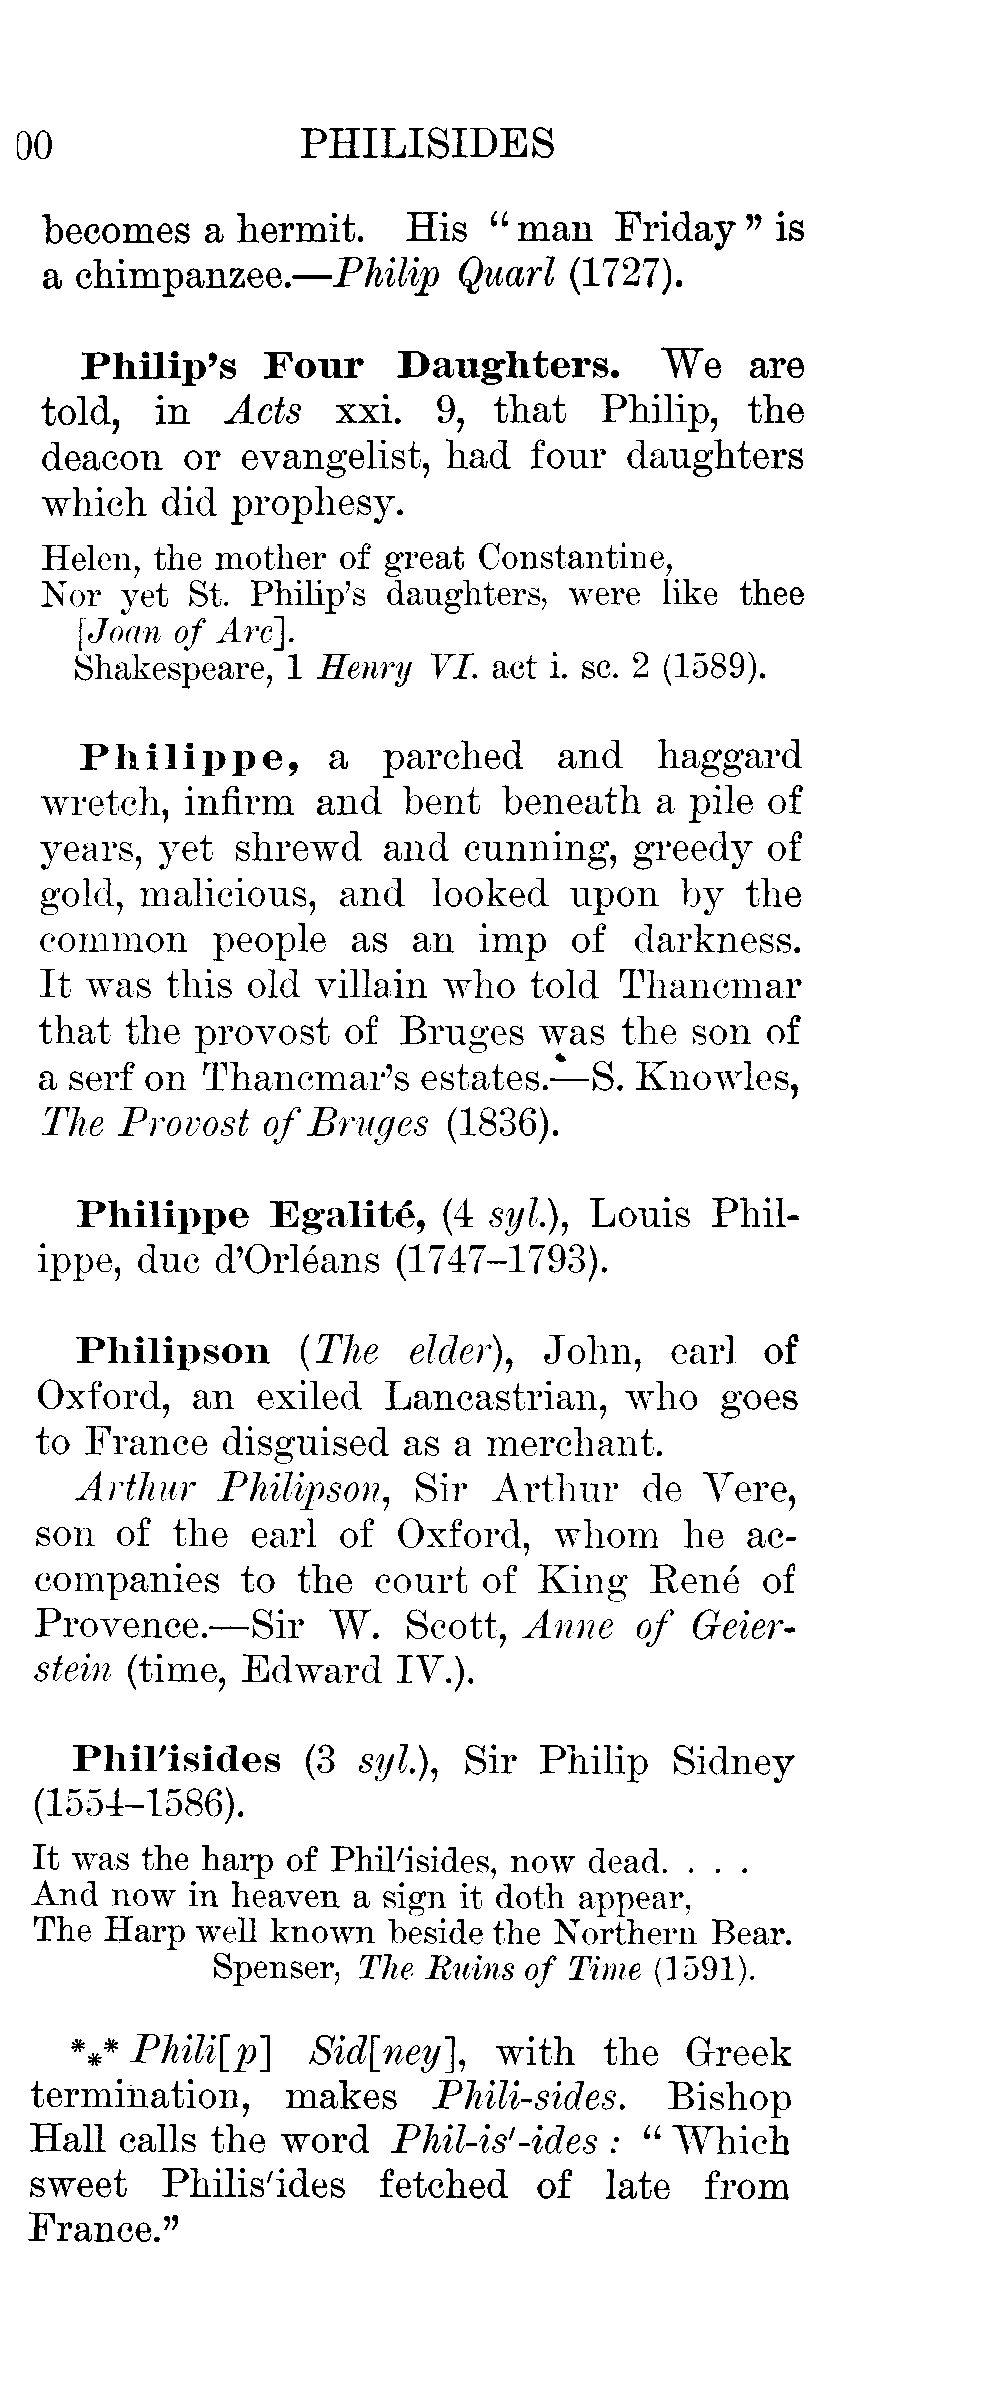 00 PHILISIDES
becomes a hermit. His “man Friday” is
a chimpanzee.—Philip Quarl (1727).
Philip’s Four Daughters. We are
told, in Acts xxi. 9, that Philip, the
deacon or evangelist, had four daughters
which did prophesy.
Helen, the mother of great Constantine,
Nor yet St. Philip’s daughters, were like thee
[Joan of Arc].
Shakespeare, 1 Henry VI. act i. sc. 2 (1589).
Philippe, a parched and haggard
wretch, infirm and bent beneath a pile of
years, yet shrewd and cunning, greedy of
gold, malicious, and looked upon by the
common people as an imp of darkness.
It was this old villain who told Thancmar
that the provost of Bruges was the son of
a serf on Thancmar’s estates.—S. Knowles,
The Provost of Bruges (1836).
Philippe Egalité, (4 syl.), Louis Phil-
ippe, duc d’Orléans (1747–1793).
Philipson (The elder), John, earl of
Oxford, an exiled Lancastrian, who goes
to France disguised as a merchant.
Arthur Philipson, Sir Arthur de Vere,
son of the earl of Oxford, whom he ac-
companies to the court of King René of
Provence.—Sir W. Scott, Anne of Geier-
stein (time, Edward IV.).
Phil′isides (3 syl.), Sir Philip Sidney
(1554–1586).
It was the harp of Phil′isides, now dead. . . .
And now in heaven a sign it doth appear,
The Harp well known beside the Northern Bear.
Spenser, The Ruins of Time (1591).
*⁎* Phili[p] Sid[ney], with the Greek
termination, makes Phili-sides. Bishop
Hall calls the word Phil-is′-ides: “Which
sweet Philis′ides fetched of late from
France.”